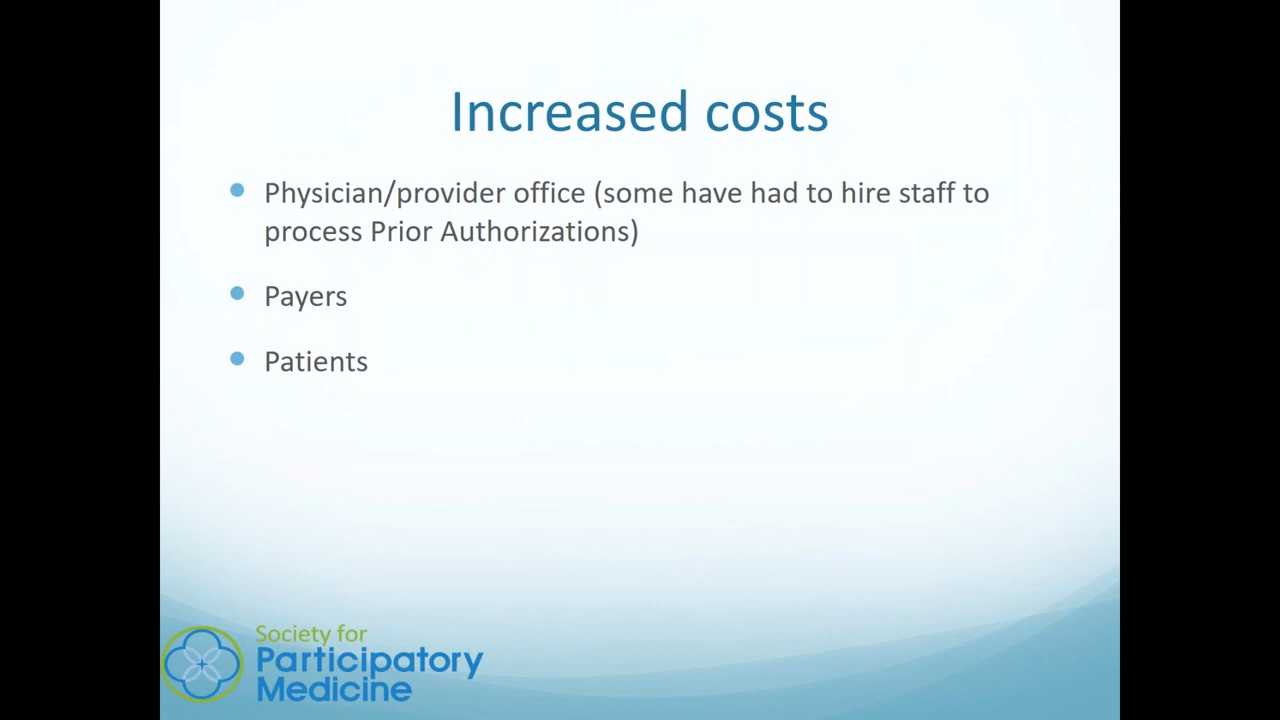 Increased costs
Physician/provider office (some have had to hire staff to
process Prior Authorizations)
Payers
Patients
Society for
Participatory
Medicine